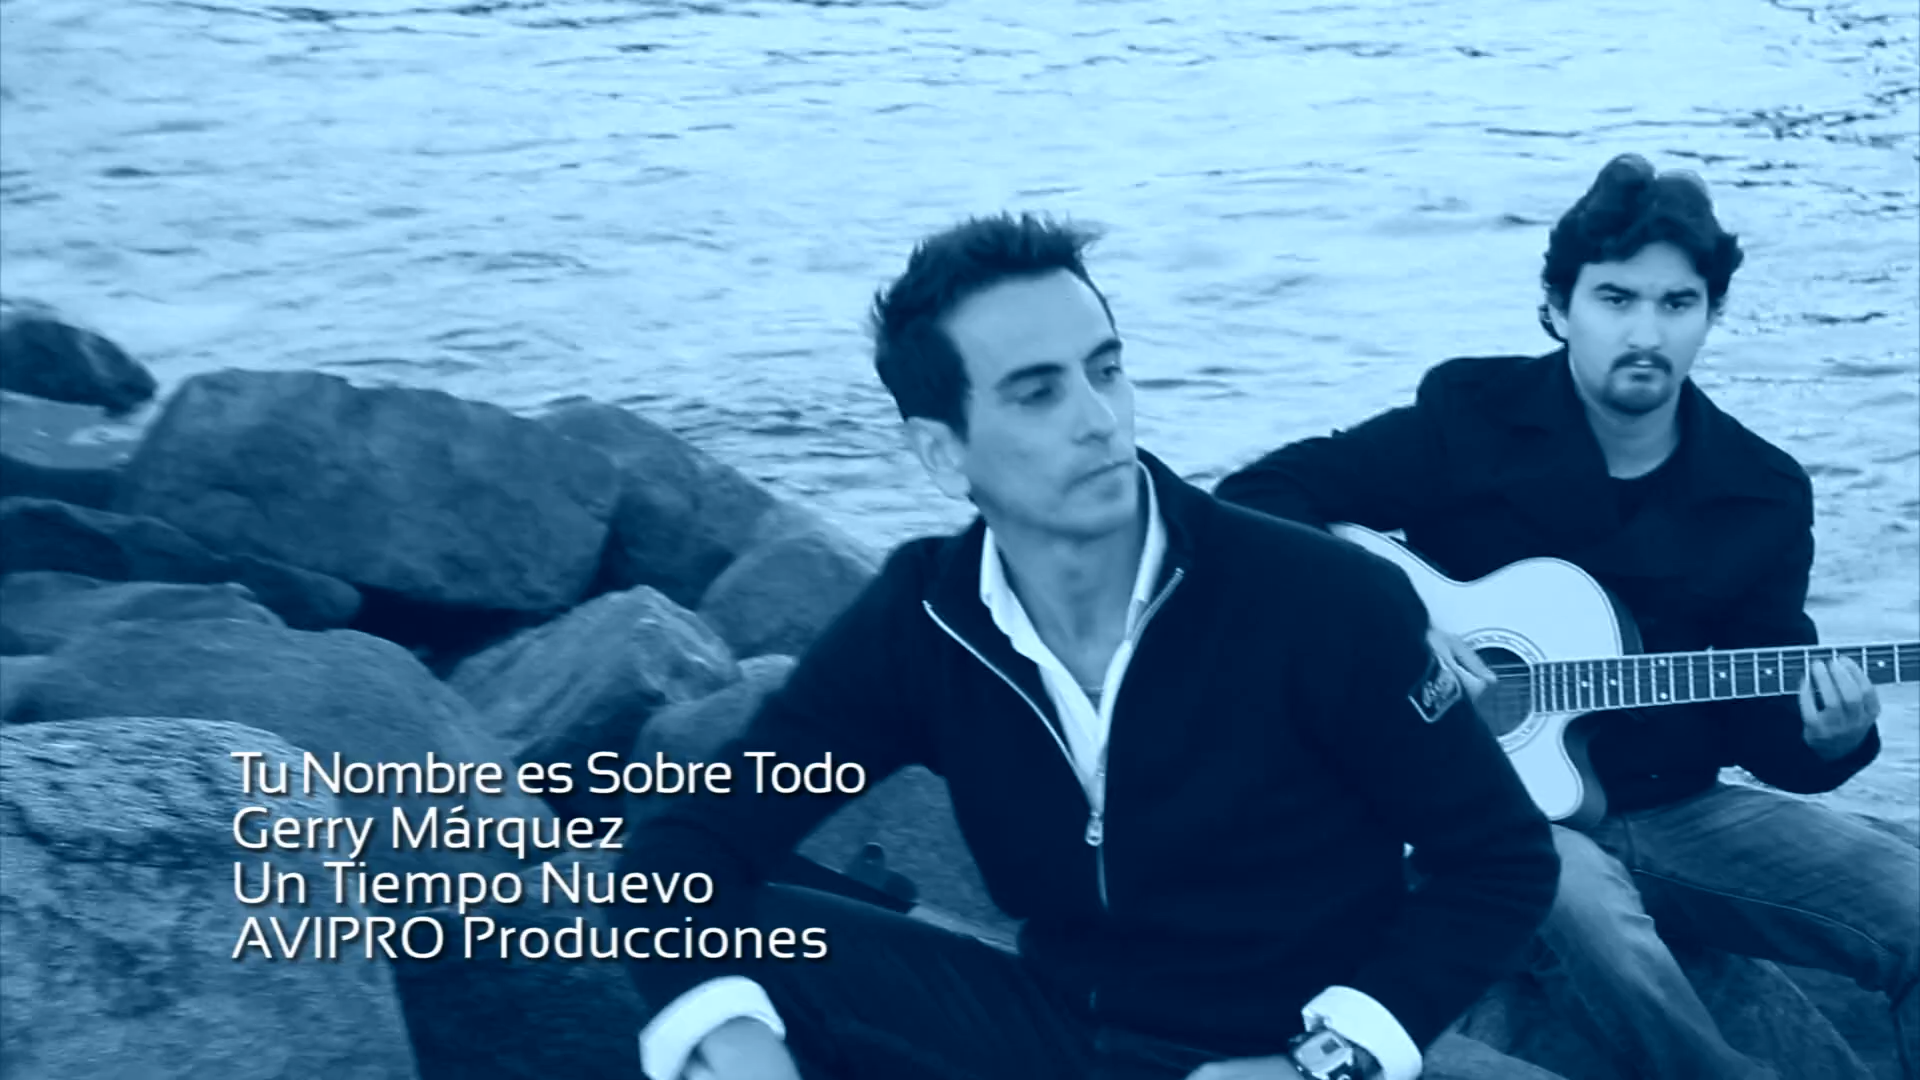 Tu Nombre es Sobre Todo
Gerry Márquez
Un Tiempo Nuevo
AVIPRO Producciones